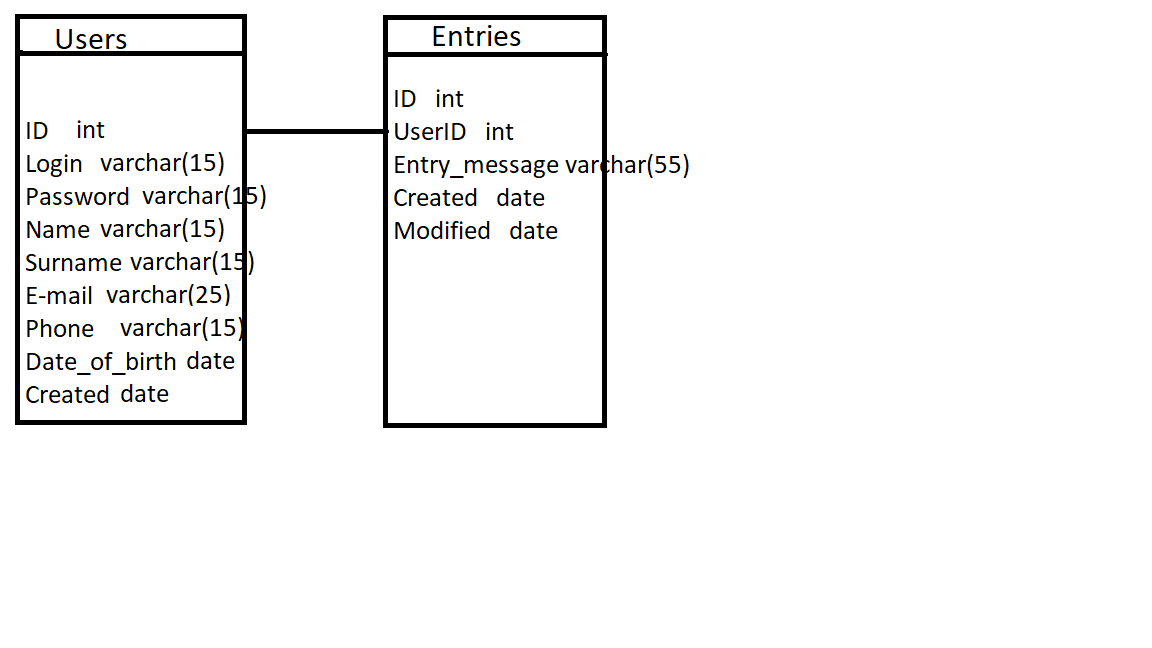 Users
ID int
Login varchar(15)
Password varchar(15)
Name varchar(15)
Surname varchar(15)
E-mail varchar(25)
Phone varchar(15)
Date_of_birth date
Created date
Entries
ID int
UserID int
Entry_message varchar(55)
Created date
Modified date